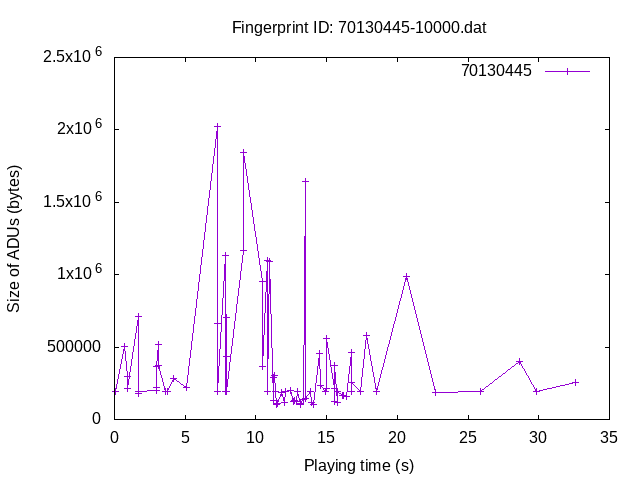 Fingerprint ID: 70130445-10000.dat
2.5x10^6
70130445
2x10^6
1.5x10^6
1x10^6
500000
0
Size of ADUs (bytes)
0 5 10 15 20 25 30 35
Playing time (s)